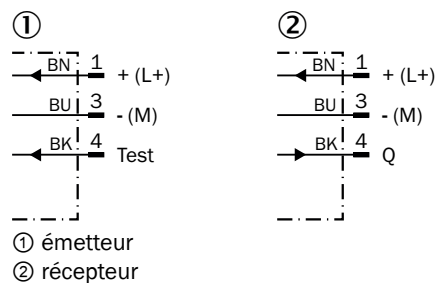 ① ②
BN 1 + (L+) BN 1 + (L+)
BU 3 - (M) BU 3 - (M)
BK 4 Test BK 4 Q
① émetteur
② récepteur